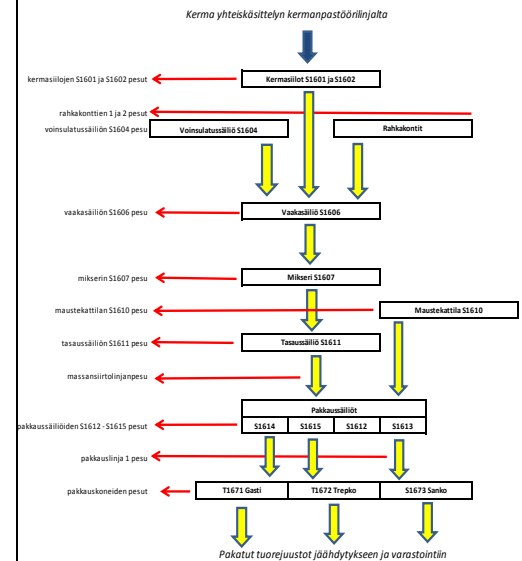 Kerma yhteiskäsittelyn kermanpastöörilinjalta
kermasiilojen S1601 ja S1602 pesut
Kermasiilot S1601 ja S1602
rahkakonttien 1 ja 2 pesut
voinsulatussäiliön S1604 pesu
Voinsulatussäiliö S1604
Rahkakontit
vaakasäiliön S1606 pesu
Vaakasäiliö S1606
mikserin S1607 pesu
Mikseri S1607
maustekattilan S1610 pesu
Maustekattila S1610
tasaussäiliön S1611 pesu
Tasaussäiliö S1611
massansiirtolinjanpesu
Pakkaussäiliöt
pakkaussäiliöiden S1612 - S1615 pesut
S1614 S1615 S1612 S1613
pakkauslinja 1 pesu
pakkauskoneiden pesut
T1671 Gasti T1672 Trepko S1673 Sanko
Pakatut tuorejuustot jäähdytykseen ja varastointiin